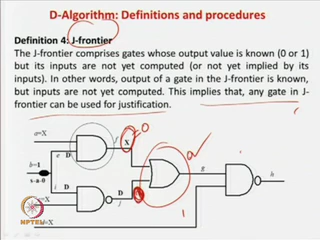 D-Algorithm: Definitions and procedures
Definition 4: J-frontier
The J-frontier comprises gates whose output value is known (0 or 1)
but its inputs are not yet computed (or not yet implied by its
inputs). In other words, output of a gate in the J-frontier is known,
but inputs are not yet computed. This implies that, any gate in J-
frontier can be used for justification.
a=X
f
X
=0
b=1
e D
s-a-0
i D
=X
D
j
g
h
d=X
1
NPTEL